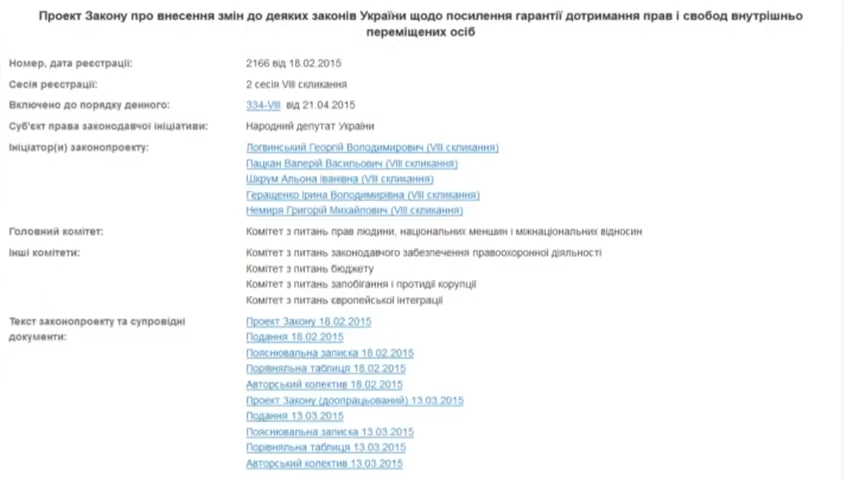 Проект Закону про внесення змін до деяких законів України щодо посилення гарантії дотримання прав і свобод внутрішньо
переміщених осіб
Номер, дата реєстрації: 2166 від 18.02.2015
Сесія реєстрації: 2 сесія VIII скликання
Включено до порядку денного: 334-VIII від 21.04.2015
Суб'єкт права законодавчої ініціативи: Народний депутат України
Ініціатор(и) законопроекту: Логвинський Георгій Володимирович (VIII скликання)
Пацкан Валерій Васильович (VIII скликання)
Шкрум Альона Іванівна (VIII скликання)
Геращенко Ірина Володимирівна (VIII скликання)
Немиря Григорій Михайлович (VIII скликання)
Головний комітет: Комітет з питань прав людини, національних меншин і міжнаціональних відносин
Інші комітети: Комітет з питань законодавчого забезпечення правоохоронної діяльності
Комітет з питань бюджету
Комітет з питань запобігання і протидії корупції
Комітет з питань європейської інтеграції
Текст законопроекту та супровідні Проект Закону 18.02.2015
документи: Подання 18.02.2015
Пояснювальна записка 18.02.2015
Порівняльна таблиця 18.02.2015
Авторський колектив 18.02.2015
Проект Закону (доопрацьований) 13.03.2015
Подання 13.03.2015
Пояснювальна записка 13.03.2015
Порівняльна таблиця 13.03.2015
Авторський колектив 13.03.2015